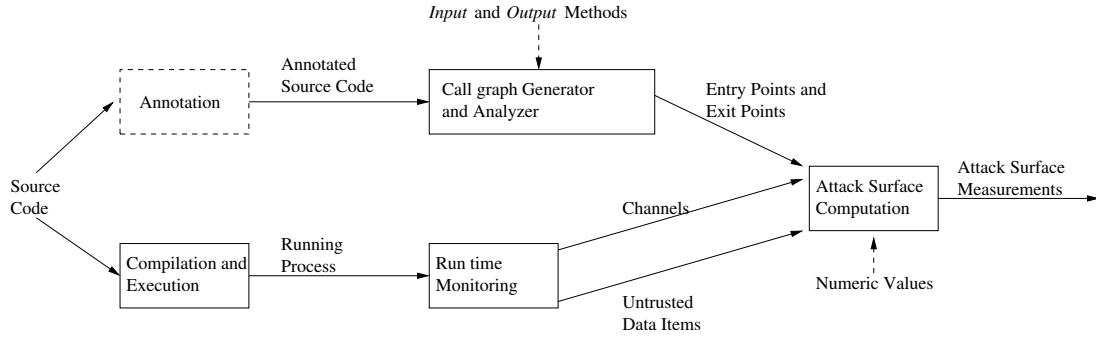 Input and Output Methods
Annotated
Source Code
Annotation
Call graph Generator
and Analyzer
Entry Points and
Exit Points
Source
Code
Attack Surface
Computation
Attack Surface
Measurements
Channels
Compilation and
Execution
Running
Process
Run time
Monitoring
Numeric Values
Untrusted
Data Items